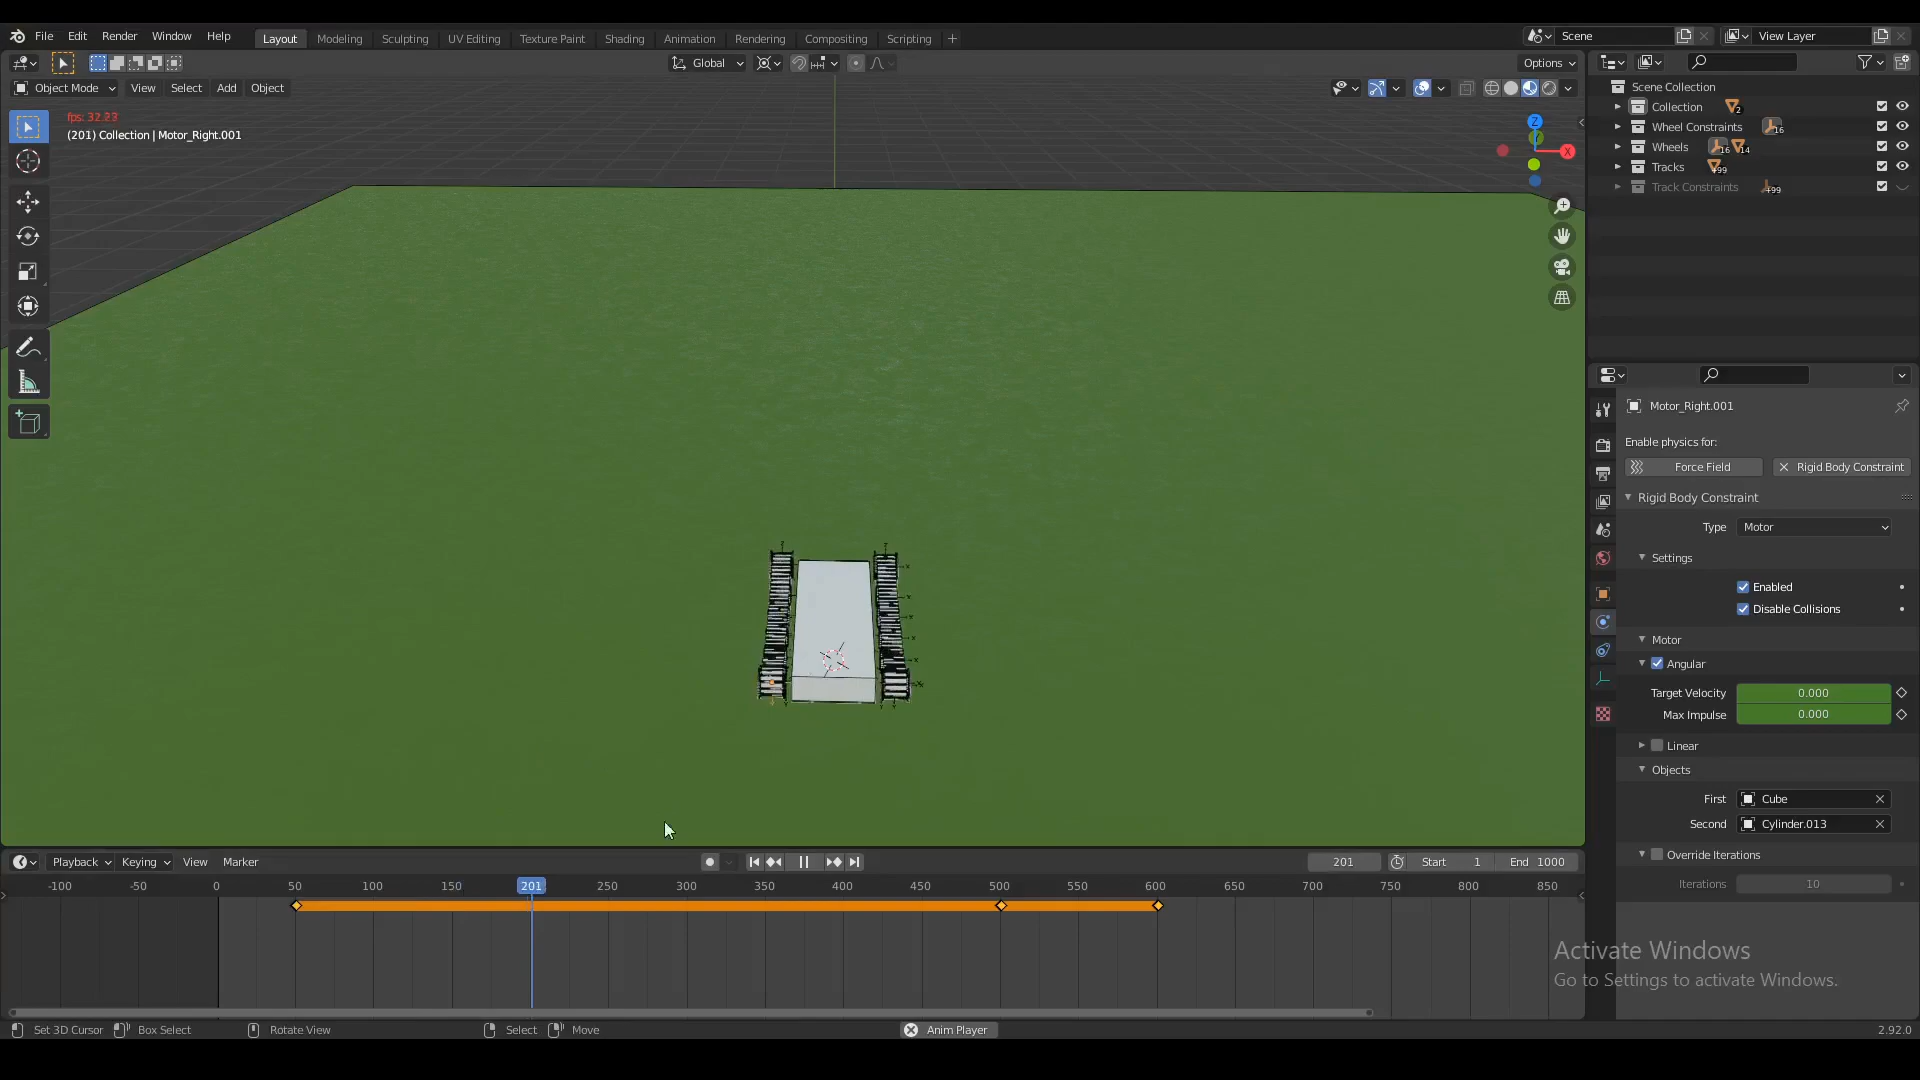 File Edit Render Window Help Layout Modeling Sculpting UV Editing Texture Paint Shading Animation Rendering Compositing Scripting + Scene View Layer
Global Options
Object Mode View Select Add Object
fps: 32.23
(201) Collection | Motor_Right.001
Z
X
Scene Collection
Collection 2
Wheel Constraints 16
Wheels 16 14
Tracks +99
Track Constraints +99
Motor_Right.001
Enable physics for:
Force Field Rigid Body Constraint
Rigid Body Constraint
Type Motor
Settings
Enabled
Disable Collisions
Motor
Angular
Target Velocity 0.000
Max Impulse 0.000
Linear
Objects
First Cube
Second Cylinder.013
Override Iterations
Iterations 10
Playback Keying View Marker 201 Start 1 End 1000
-100 -50 0 50 100 150 201 250 300 350 400 450 500 550 600 650 700 750 800 850
Activate Windows
Go to Settings to activate Windows.
Set 3D Cursor Box Select Rotate View Select Move Anim Player 2.92.0